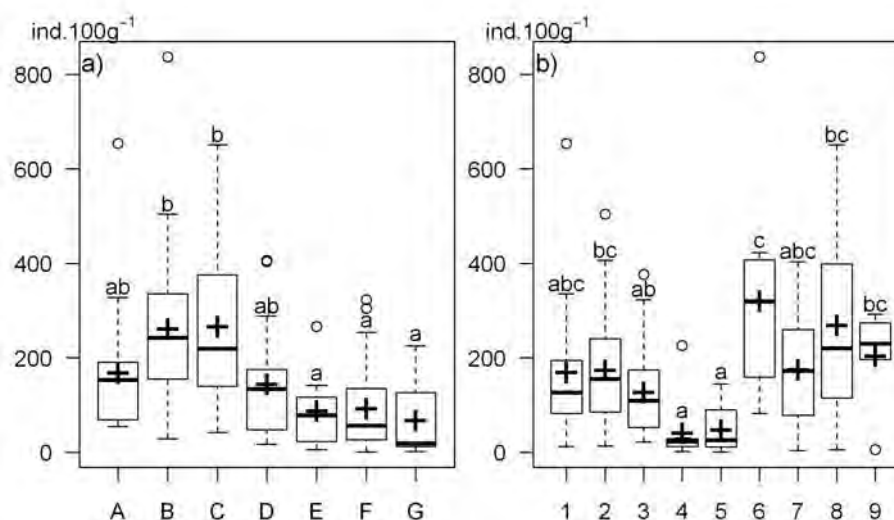 ind.100g⁻¹ ind.100g⁻¹
a) b)
800 800
600 600
400 400
200 200
0 0
ab b b ab a a a
abc bc ab a a c abc bc bc
A B C D E F G 1 2 3 4 5 6 7 8 9